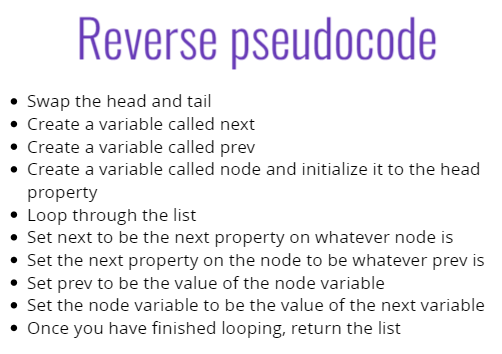 Reverse pseudocode
• Swap the head and tail
• Create a variable called next
• Create a variable called prev
• Create a variable called node and initialize it to the head
property
• Loop through the list
• Set next to be the next property on whatever node is
• Set the next property on the node to be whatever prev is
• Set prev to be the value of the node variable
• Set the node variable to be the value of the next variable
• Once you have finished looping, return the list